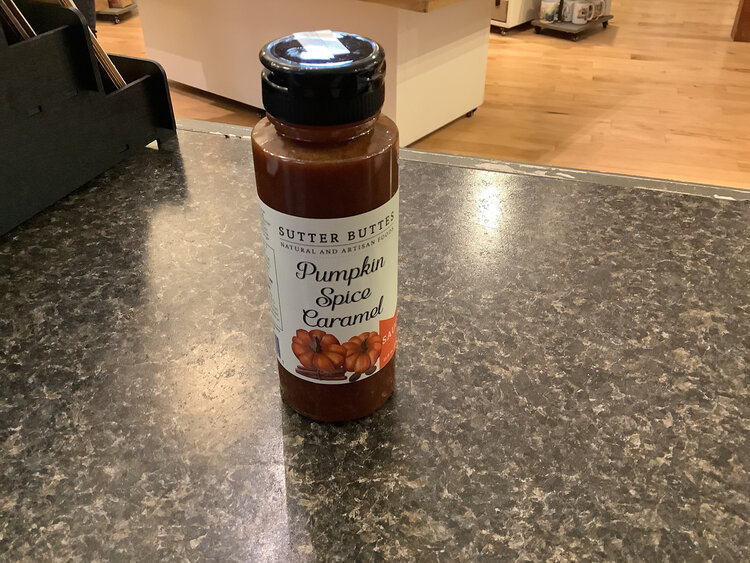 SUTTER BUTTES
NATURAL AND ARTISAN FOODS
Pumpkin
Spice
Caramel